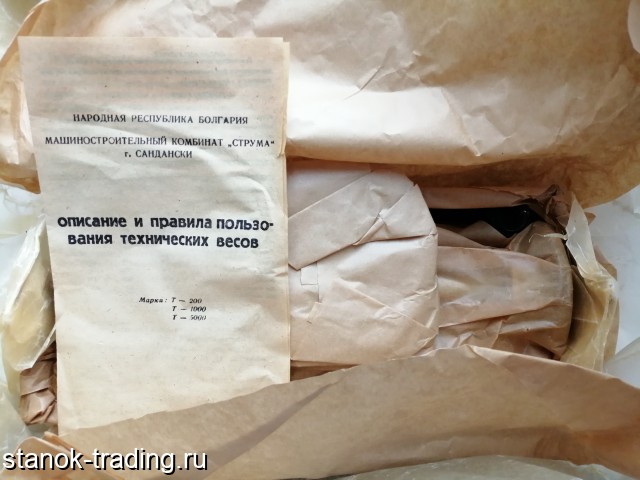 НАРОДНАЯ РЕСПУБЛИКА БОЛГАРИЯ
МАШИНОСТРОИТЕЛЬНЫЙ КОМБИНАТ „СТРУМА“
г. САНДАНСКИ
описание и правила пользо-
вания технических весов
Марка: Т — 200
Т — 1000
Т — 5000
stanok-trading.ru